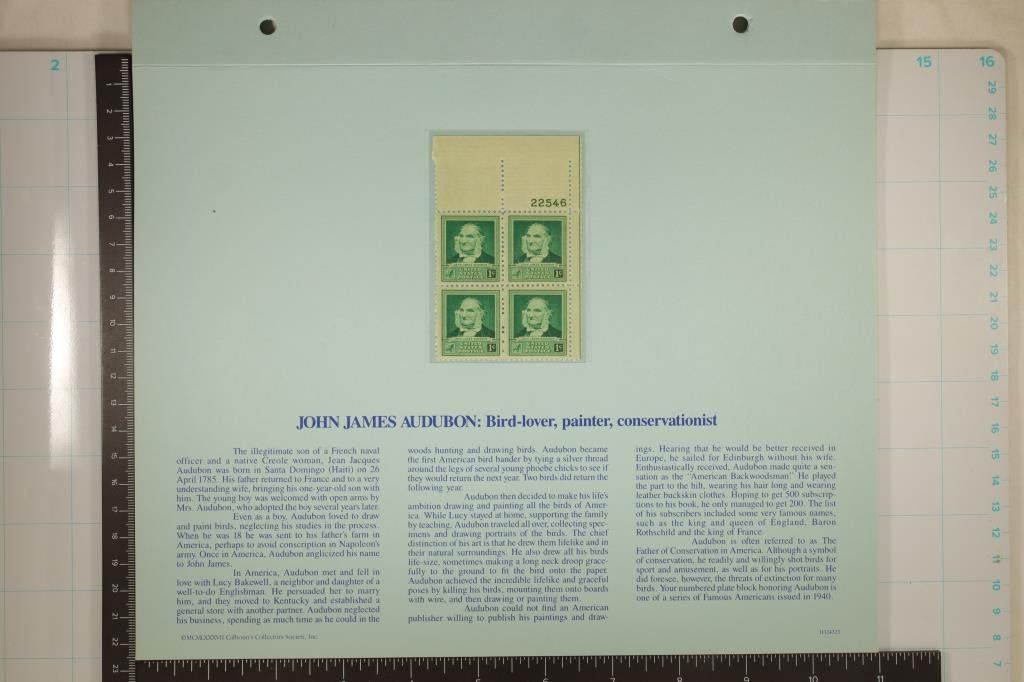 22546
JOHN JAMES AUDUBON: Bird-lover, painter, conservationist
The illegitimate son of a French naval
officer and a native Creole woman, Jean Jacques
Audubon was born in Santa Domingo (Haiti) on 26
April 1785. His father returned to France and to a very
understanding wife, bringing his one-year-old son with
him. The young boy was welcomed with open arms by
Mrs. Audubon, who adopted the boy several years later.
Even as a boy, Audubon loved to draw
and paint birds, neglecting his studies in the process.
When he was 18 he was sent to his father's farm in
America, perhaps to avoid conscription in Napoleon's
army. Once in America, Audubon anglicized his name
to John James.
In America, Audubon met and fell in
love with Lucy Bakewell, a neighbor and daughter of a
well-to-do Englishman. He persuaded her to marry
him, and they moved to Kentucky and established a
general store with another partner. Audubon neglected
his business, spending as much time as he could in the
woods hunting and drawing birds. Audubon became
the first American bird bander by tying a silver thread
around the legs of several young phoebe chicks to see if
they would return the next year. Two birds did return the
following year.
Audubon then decided to make his life's
ambition drawing and painting all the birds of Amer-
ica. While Lucy stayed at home, supporting the family
by teaching, Audubon traveled all over, collecting spec-
imens and drawing portraits of the birds. The chief
distinction of his art is that he drew them lifelike and in
their natural surroundings. He also drew all his birds
life-size, sometimes making a long neck droop grace-
fully to the ground to fit the bird onto the paper.
Audubon achieved the incredible lifelike and graceful
poses by killing his birds, mounting them onto boards
with wire, and then drawing or painting them.
Audubon could not find an American
publisher willing to publish his paintings and draw-
ings. Hearing that he would be better received in
Europe, he sailed for Edinburgh without his wife.
Enthusiastically received, Audubon made quite a sen-
sation as the "American Backwoodsman." He played
the part to the hilt, wearing his hair long and wearing
leather buckskin clothes. Hoping to get 500 subscrip-
tions to his book, he only managed to get 200. The list
of his subscribers included some very famous names,
such as the king and queen of England, Baron
Rothschild and the king of France.
Audubon is often referred to as The
Father of Conservation in America. Although a symbol
of conservation, he readily and willingly shot birds for
sport and amusement, as well as for his portraits. He
did foresee, however, the threats of extinction for many
birds. Your numbered plate block honoring Audubon is
one of a series of Famous Americans issued in 1940.
©MCMLXXXVII Calhoun's Collectors Society, Inc.